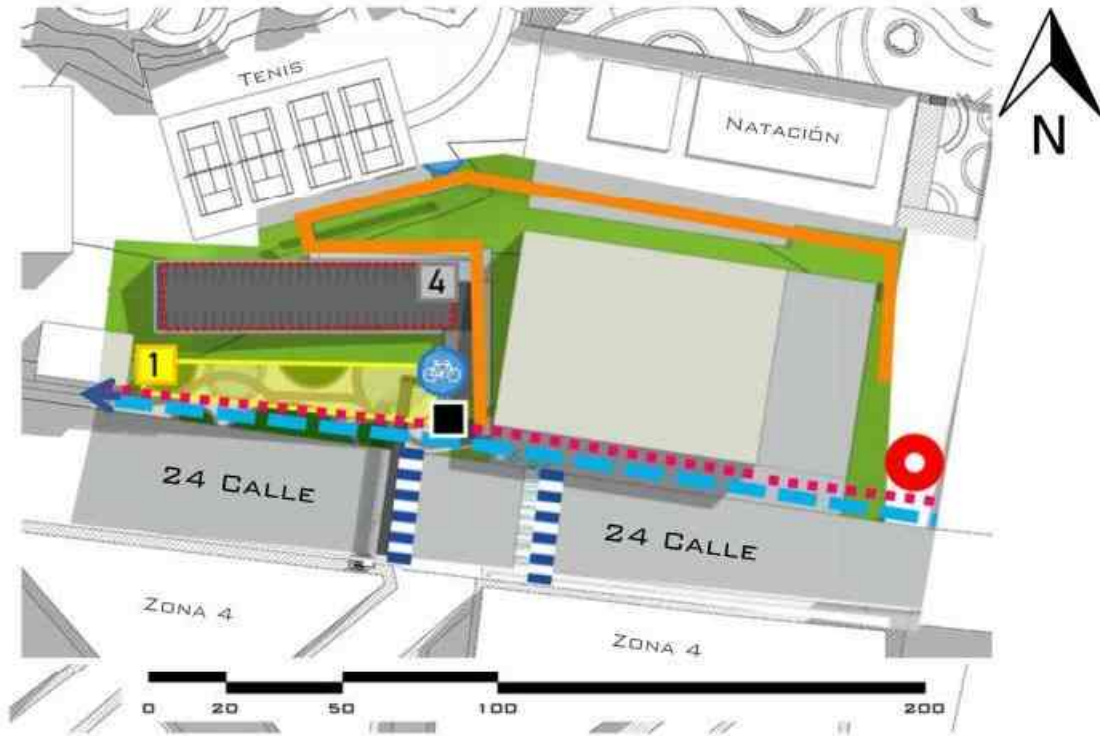 TENIS
N
NATACIÓN
4
1
24 CALLE
24 CALLE
ZONA 4
ZONA 4
0 20 50 100 200